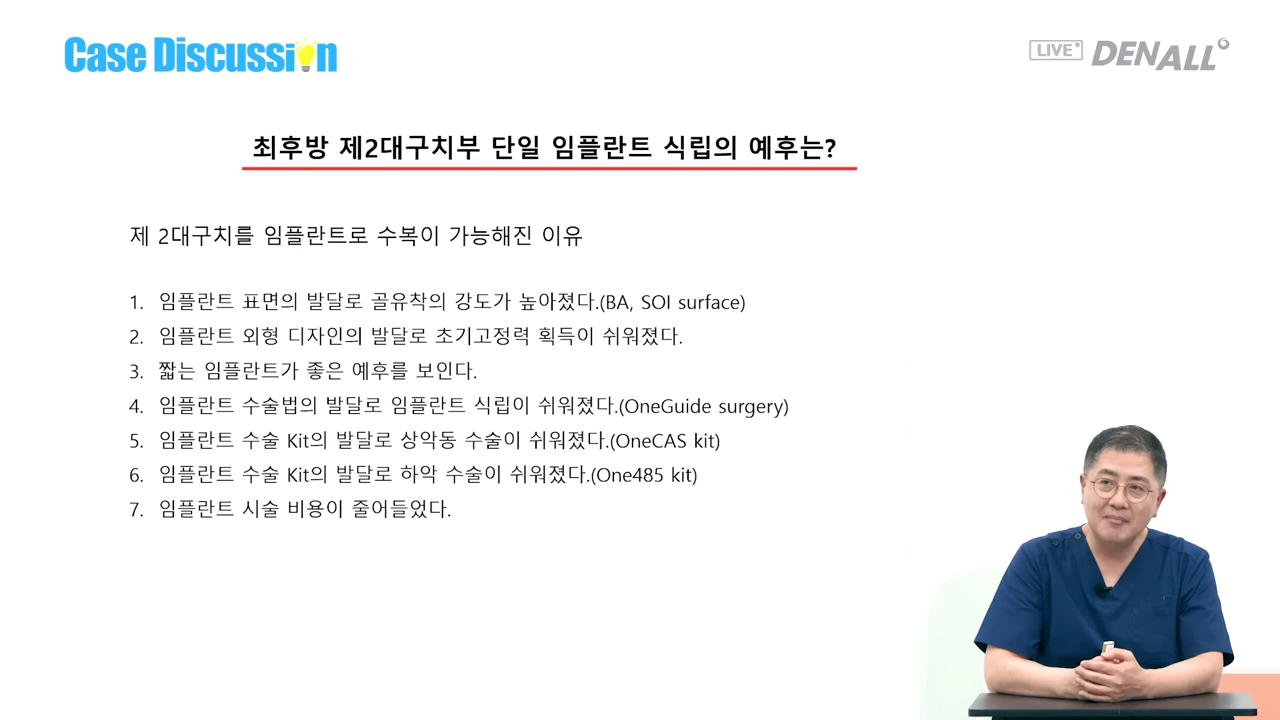 Case Discussion
LIVE DENALL
최후방 제2대구치부 단일 임플란트 식립의 예후는?
제 2대구치를 임플란트로 수복이 가능해진 이유
1. 임플란트 표면의 발달로 골유착의 강도가 높아졌다.(BA, SOI surface)
2. 임플란트 외형 디자인의 발달로 초기고정력 획득이 쉬워졌다.
3. 짧는 임플란트가 좋은 예후를 보인다.
4. 임플란트 수술법의 발달로 임플란트 식립이 쉬워졌다.(OneGuide surgery)
5. 임플란트 수술 Kit의 발달로 상악동 수술이 쉬워졌다.(OneCAS kit)
6. 임플란트 수술 Kit의 발달로 하악 수술이 쉬워졌다.(One485 kit)
7. 임플란트 시술 비용이 줄어들었다.